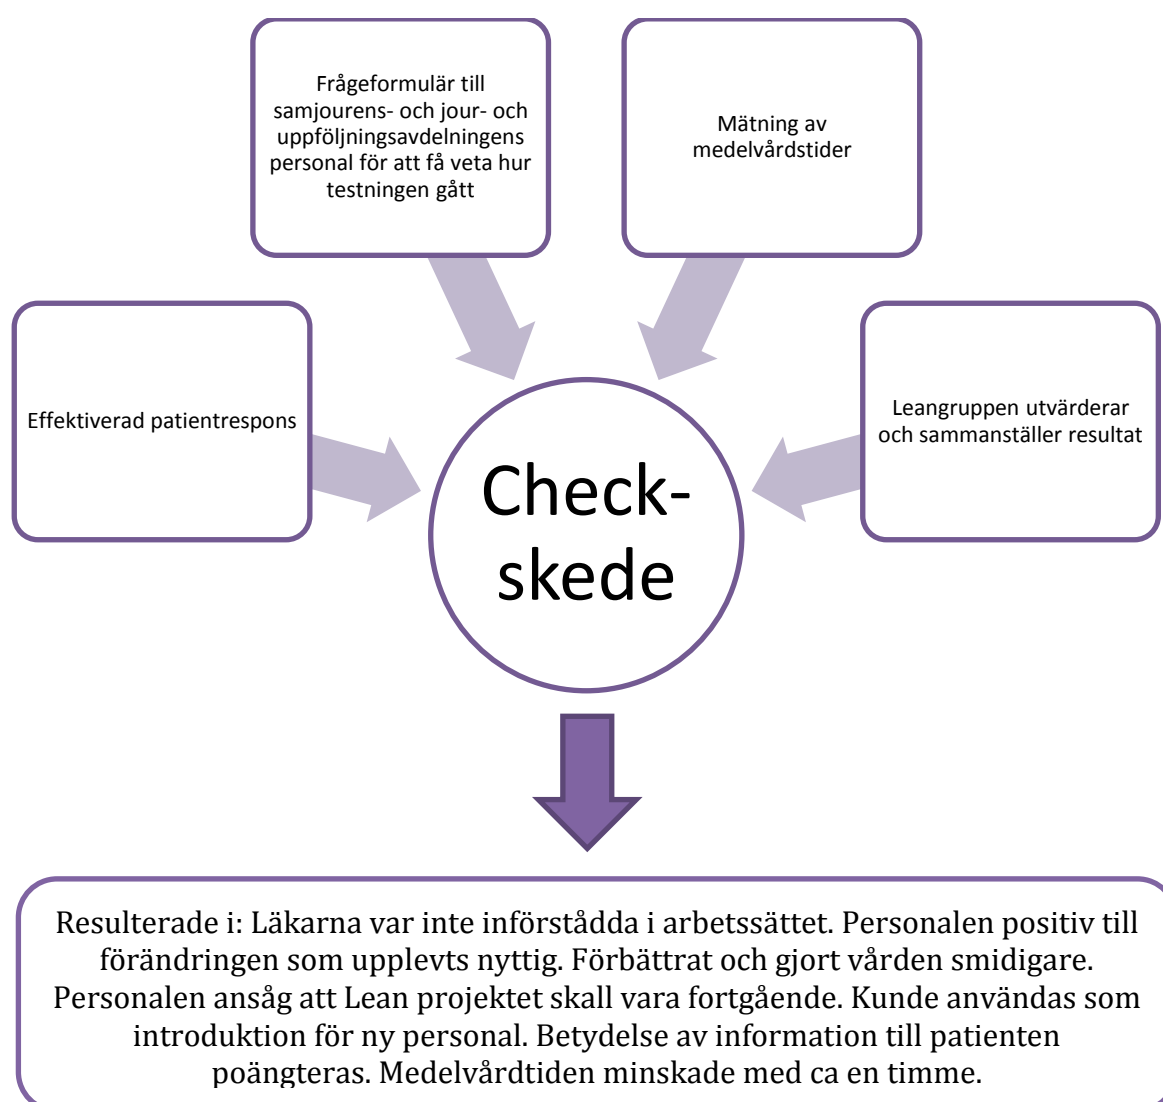 Frågeformulär till
samjourens- och jour- och
uppföljningsavdelningens
personal för att få veta hur
testningen gått
Mätning av
medelvårdstider
Effektiverad patientrespons
Leangruppen utvärderar
och sammanställer resultat
Check-
skede
Resulterade i: Läkarna var inte införstådda i arbetssättet. Personalen positiv till
förändringen som upplevts nyttig. Förbättrat och gjort vården smidigare.
Personalen ansåg att Lean projektet skall vara fortgående. Kunde användas som
introduktion för ny personal. Betydelse av information till patienten
poängteras. Medelvårdtiden minskade med ca en timme.